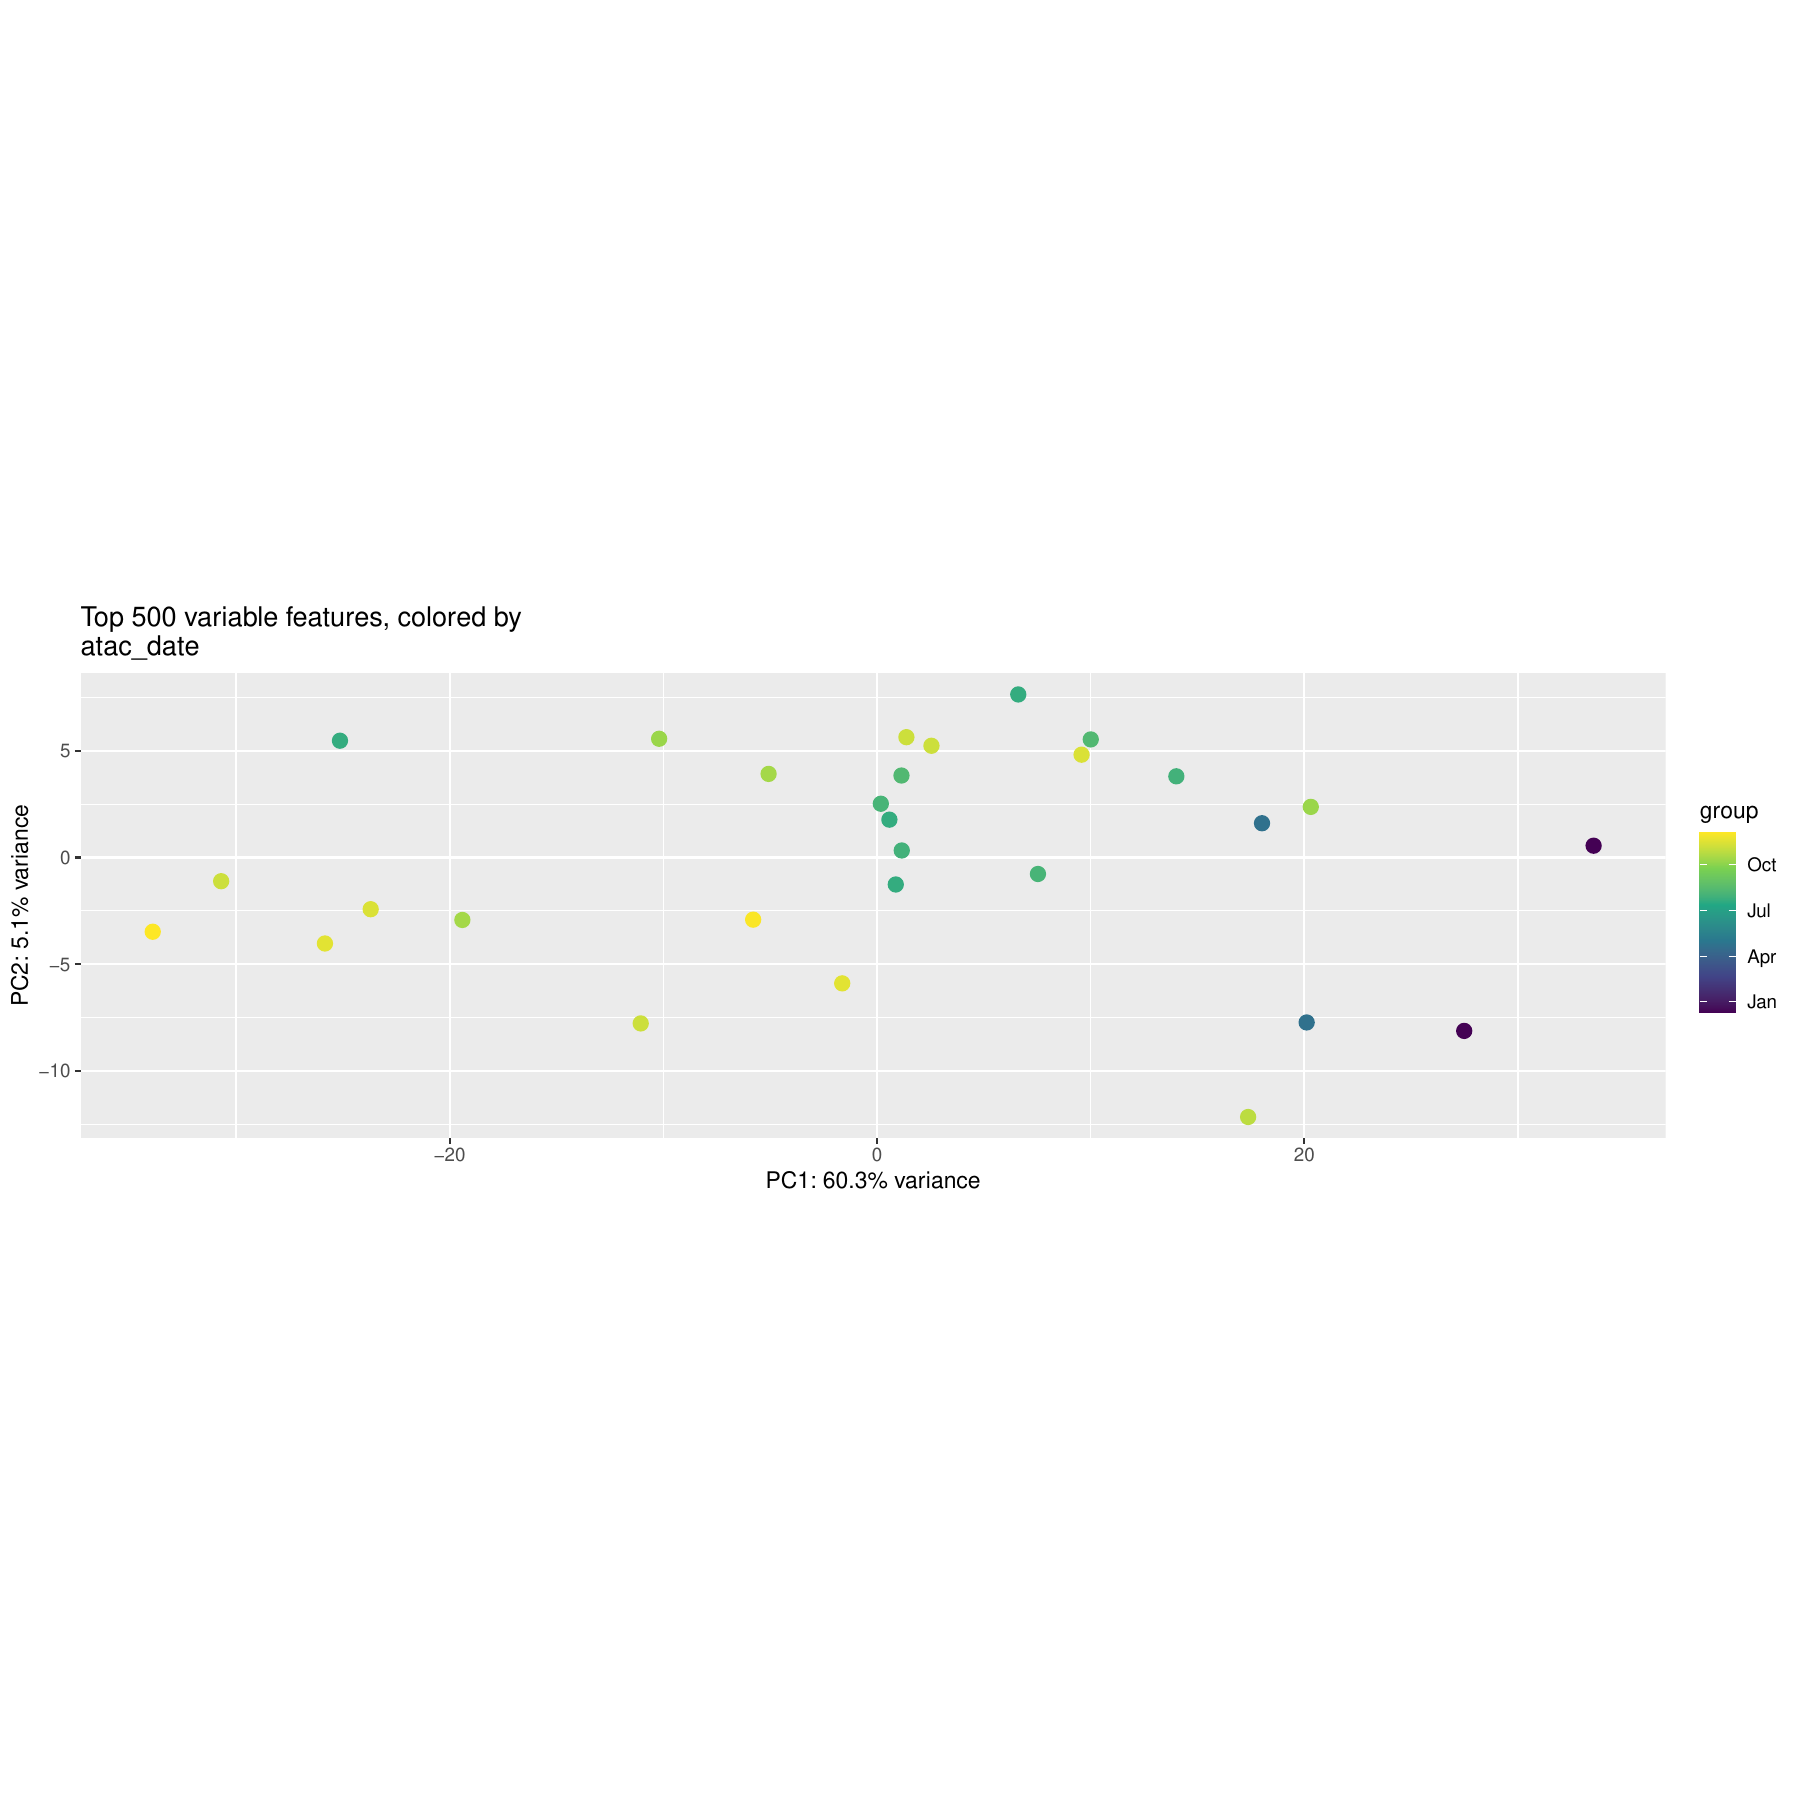 Top 500 variable features, colored by
atac_date
5
0
−5
−10
−20
0
20
PC1: 60.3% variance
PC2: 5.1% variance
group
Oct
Jul
Apr
Jan